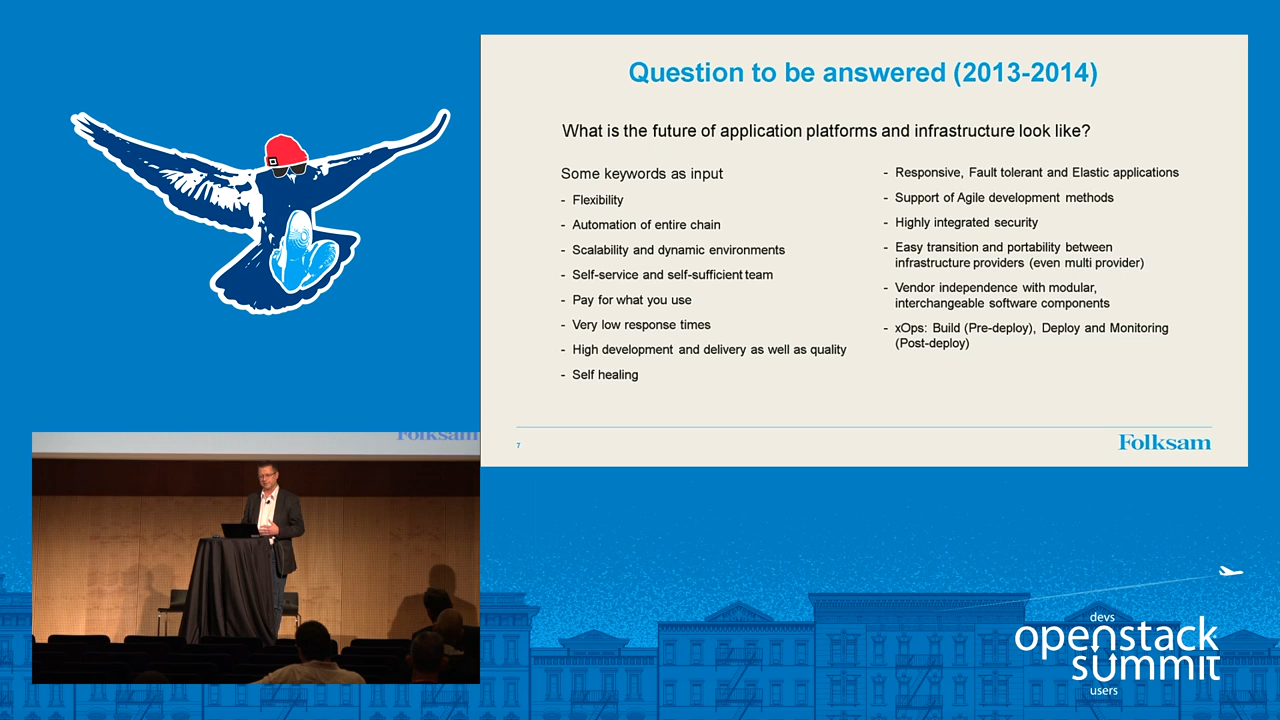 Question to be answered (2013-2014)
What is the future of application platforms and infrastructure look like?
Some keywords as input
- Flexibility
- Automation of entire chain
- Scalability and dynamic environments
- Self-service and self-sufficient team
- Pay for what you use
- Very low response times
- High development and delivery as well as quality
- Self healing
- Responsive, Fault tolerant and Elastic applications
- Support of Agile development methods
- Highly integrated security
- Easy transition and portability between
infrastructure providers (even multi provider)
- Vendor independence with modular,
interchangeable software components
- xOps: Build (Pre-deploy), Deploy and Monitoring
(Post-deploy)
7
Folksam
Folksam
devs
openstack
summit
users